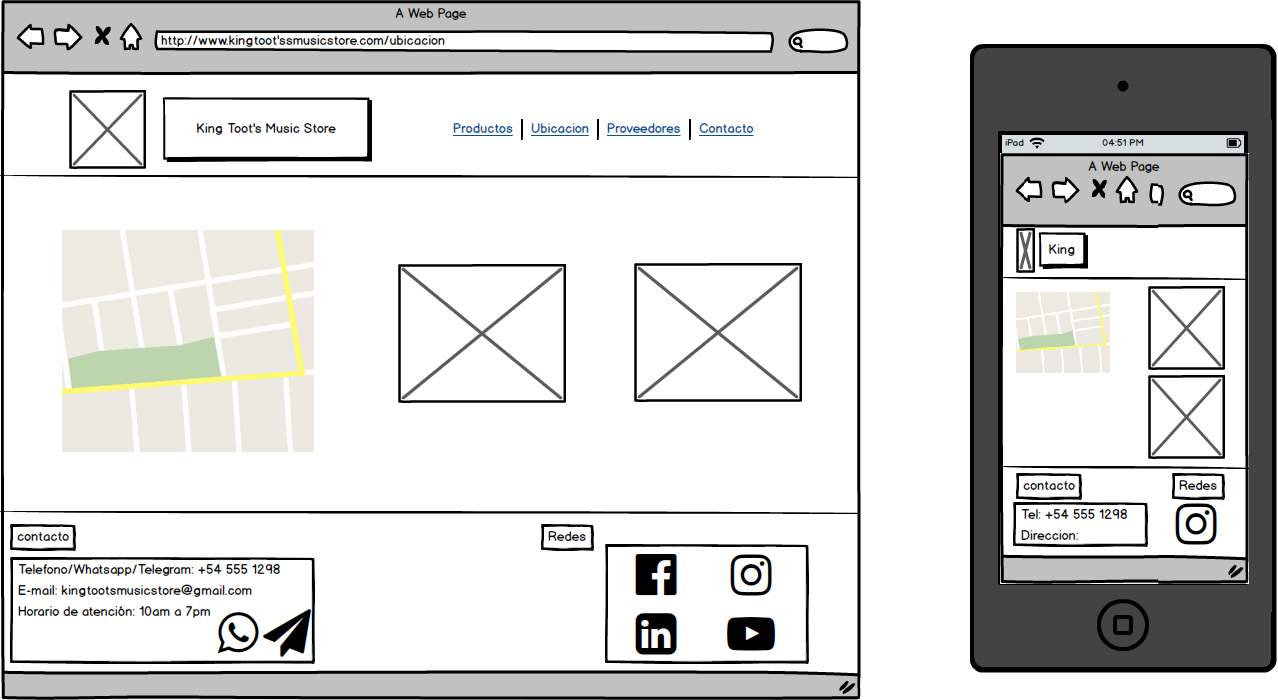 A Web Page
http://www.kingtoot'ssmusicstore.com/ubicacion
King Toot's Music Store
Productos
Ubicacion
Proveedores
Contacto
contacto
Telefono/Whatsapp/Telegram: +54 555 1298
E-mail: kingtootsmusicstore@gmail.com
Horario de atención: 10am a 7pm
Redes
in
iPad
04:51 PM
A Web Page
King
contacto
Tel: +54 555 1298
Direccion:
Redes